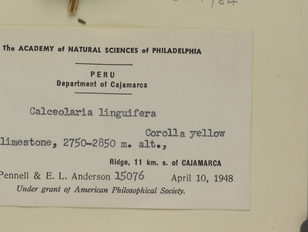 The ACADEMY of NATURAL SCIENCES of PHILADELPHIA
PERU
Department of Cajamarca
Calceolaria linguifera
Corolla yellow
limestone, 2750-2850 m. alt.,
Ridge, 11 km. s. of CAJAMARCA
Pennell & E. L. Anderson 15076 April 10, 1948
Under grant of American Philosophical Society.